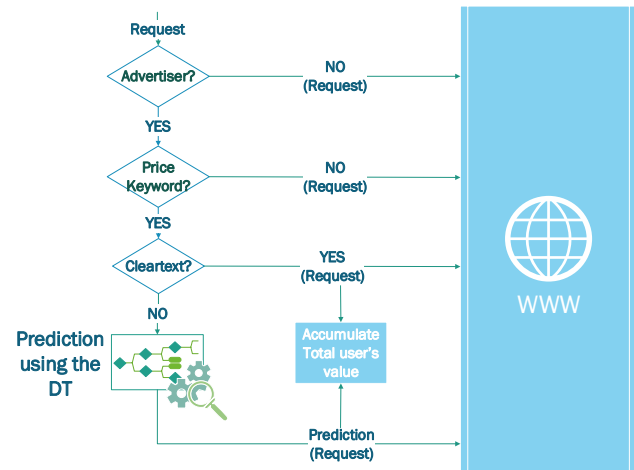 Request
Advertiser?
NO
(Request)
YES
Price
Keyword?
NO
(Request)
YES
Cleartext?
YES
(Request)
WWW
NO
Prediction
using the
DT
Accumulate
Total user's
value
Prediction
(Request)